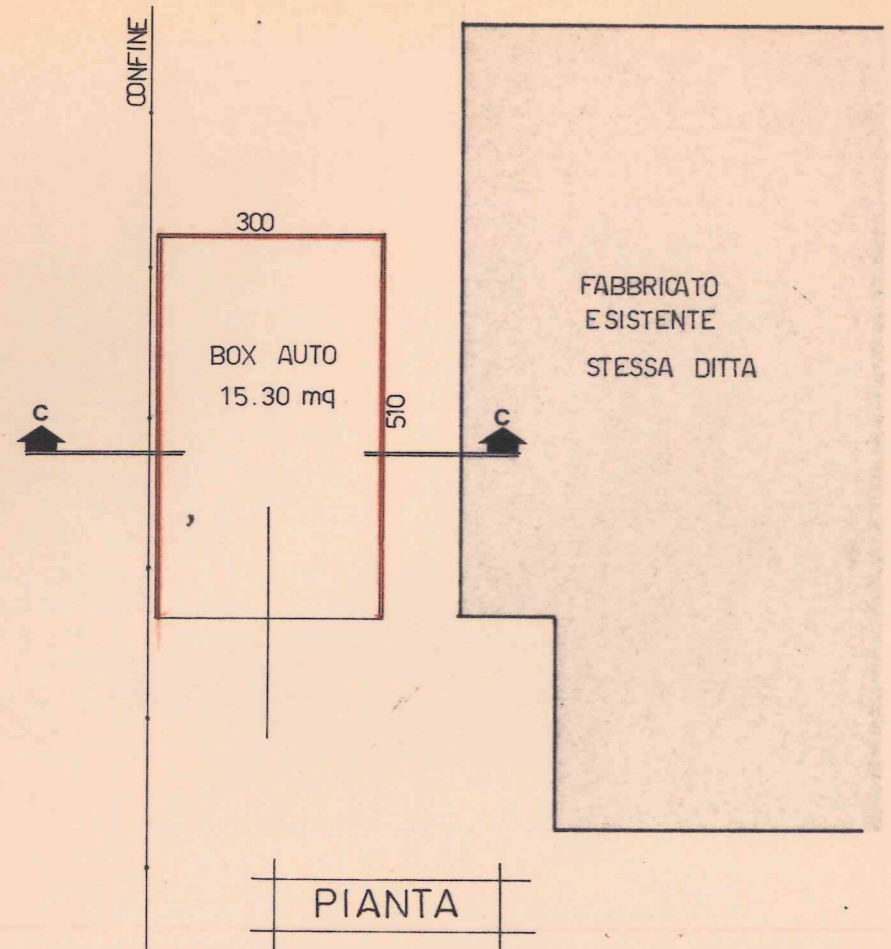 CONFINE
300
BOX AUTO
15.30 mq
510
C
C
FABBRICATO
ESISTENTE
STESSA DITTA
PIANTA